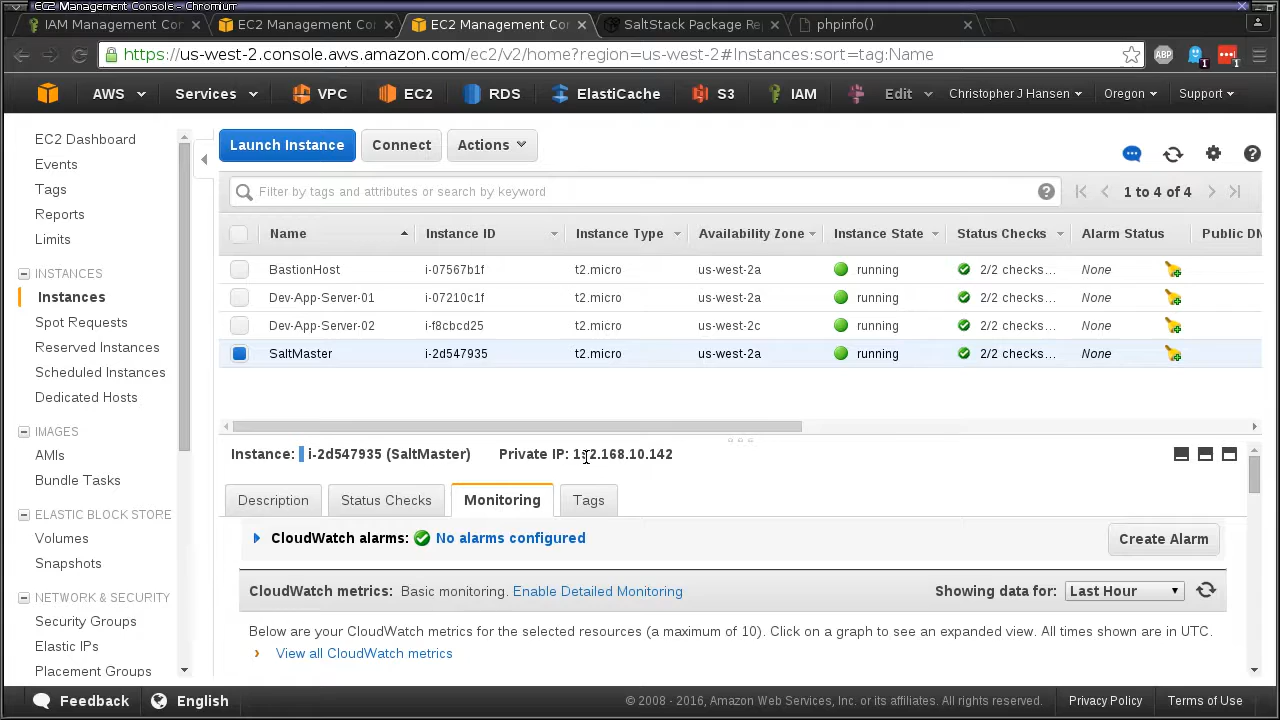 EC2 Management Console - Chromium
IAM Management Con
EC2 Management Con
EC2 Management Con
SaltStack Package Re
phpinfo()
https://us-west-2.console.aws.amazon.com/ec2/v2/home?region=us-west-2#Instances:sort=tag:Name
ABP
1
1
AWS
Services
VPC
EC2
RDS
ElastiCache
S3
IAM
Edit
Christopher J Hansen
Oregon
Support
EC2 Dashboard
Events
Tags
Reports
Limits
INSTANCES
Instances
Spot Requests
Reserved Instances
Scheduled Instances
Dedicated Hosts
IMAGES
AMIs
Bundle Tasks
ELASTIC BLOCK STORE
Volumes
Snapshots
NETWORK & SECURITY
Security Groups
Elastic IPs
Placement Groups
Launch Instance
Connect
Actions
Filter by tags and attributes or search by keyword
1 to 4 of 4
Name Instance ID Instance Type Availability Zone Instance State Status Checks Alarm Status Public DN
BastionHost i-07567b1f t2.micro us-west-2a running 2/2 checks... None
Dev-App-Server-01 i-07210c1f t2.micro us-west-2a running 2/2 checks... None
Dev-App-Server-02 i-f8cbcd25 t2.micro us-west-2c running 2/2 checks... None
SaltMaster i-2d547935 t2.micro us-west-2a running 2/2 checks... None
Instance: i-2d547935 (SaltMaster) Private IP: 192.168.10.142
Description
Status Checks
Monitoring
Tags
CloudWatch alarms: No alarms configured
Create Alarm
CloudWatch metrics: Basic monitoring. Enable Detailed Monitoring
Showing data for: Last Hour
Below are your CloudWatch metrics for the selected resources (a maximum of 10). Click on a graph to see an expanded view. All times shown are in UTC.
View all CloudWatch metrics
Feedback
English
© 2008 - 2016, Amazon Web Services, Inc. or its affiliates. All rights reserved.
Privacy Policy
Terms of Use